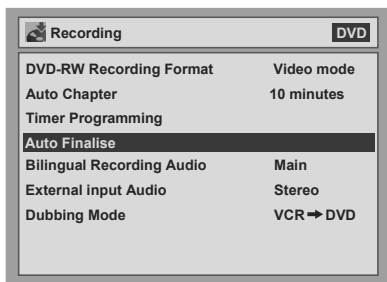 Recording DVD
DVD-RW Recording Format Video mode
Auto Chapter 10 minutes
Timer Programming
Auto Finalise
Bilingual Recording Audio Main
External input Audio Stereo
Dubbing Mode VCR ➔ DVD